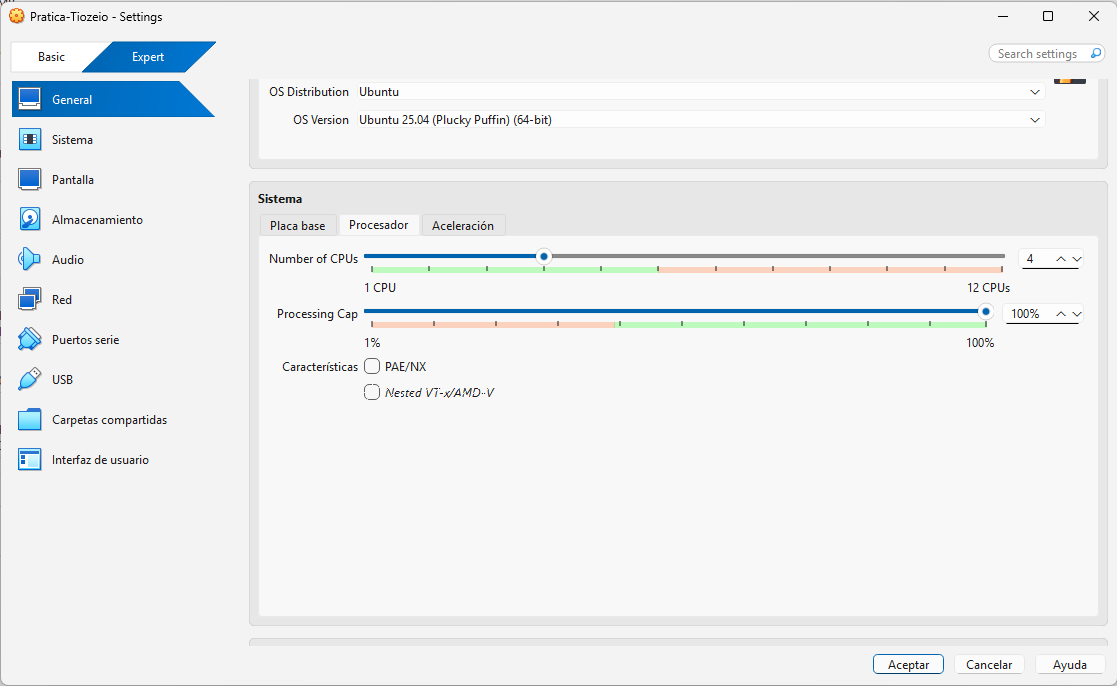 Pratica-Tiozeio - Settings
Basic
Expert
Search settings
General
Sistema
Pantalla
Almacenamiento
Audio
Red
Puertos serie
USB
Carpetas compartidas
Interfaz de usuario
OS Distribution Ubuntu
OS Version Ubuntu 25.04 (Plucky Puffin) (64-bit)
Sistema
Placa base Procesador Aceleración
Number of CPUs 4
1 CPU 12 CPUs
Processing Cap 100%
1% 100%
Características PAE/NX
Nested VT-x/AMD-V
Aceptar Cancelar Ayuda